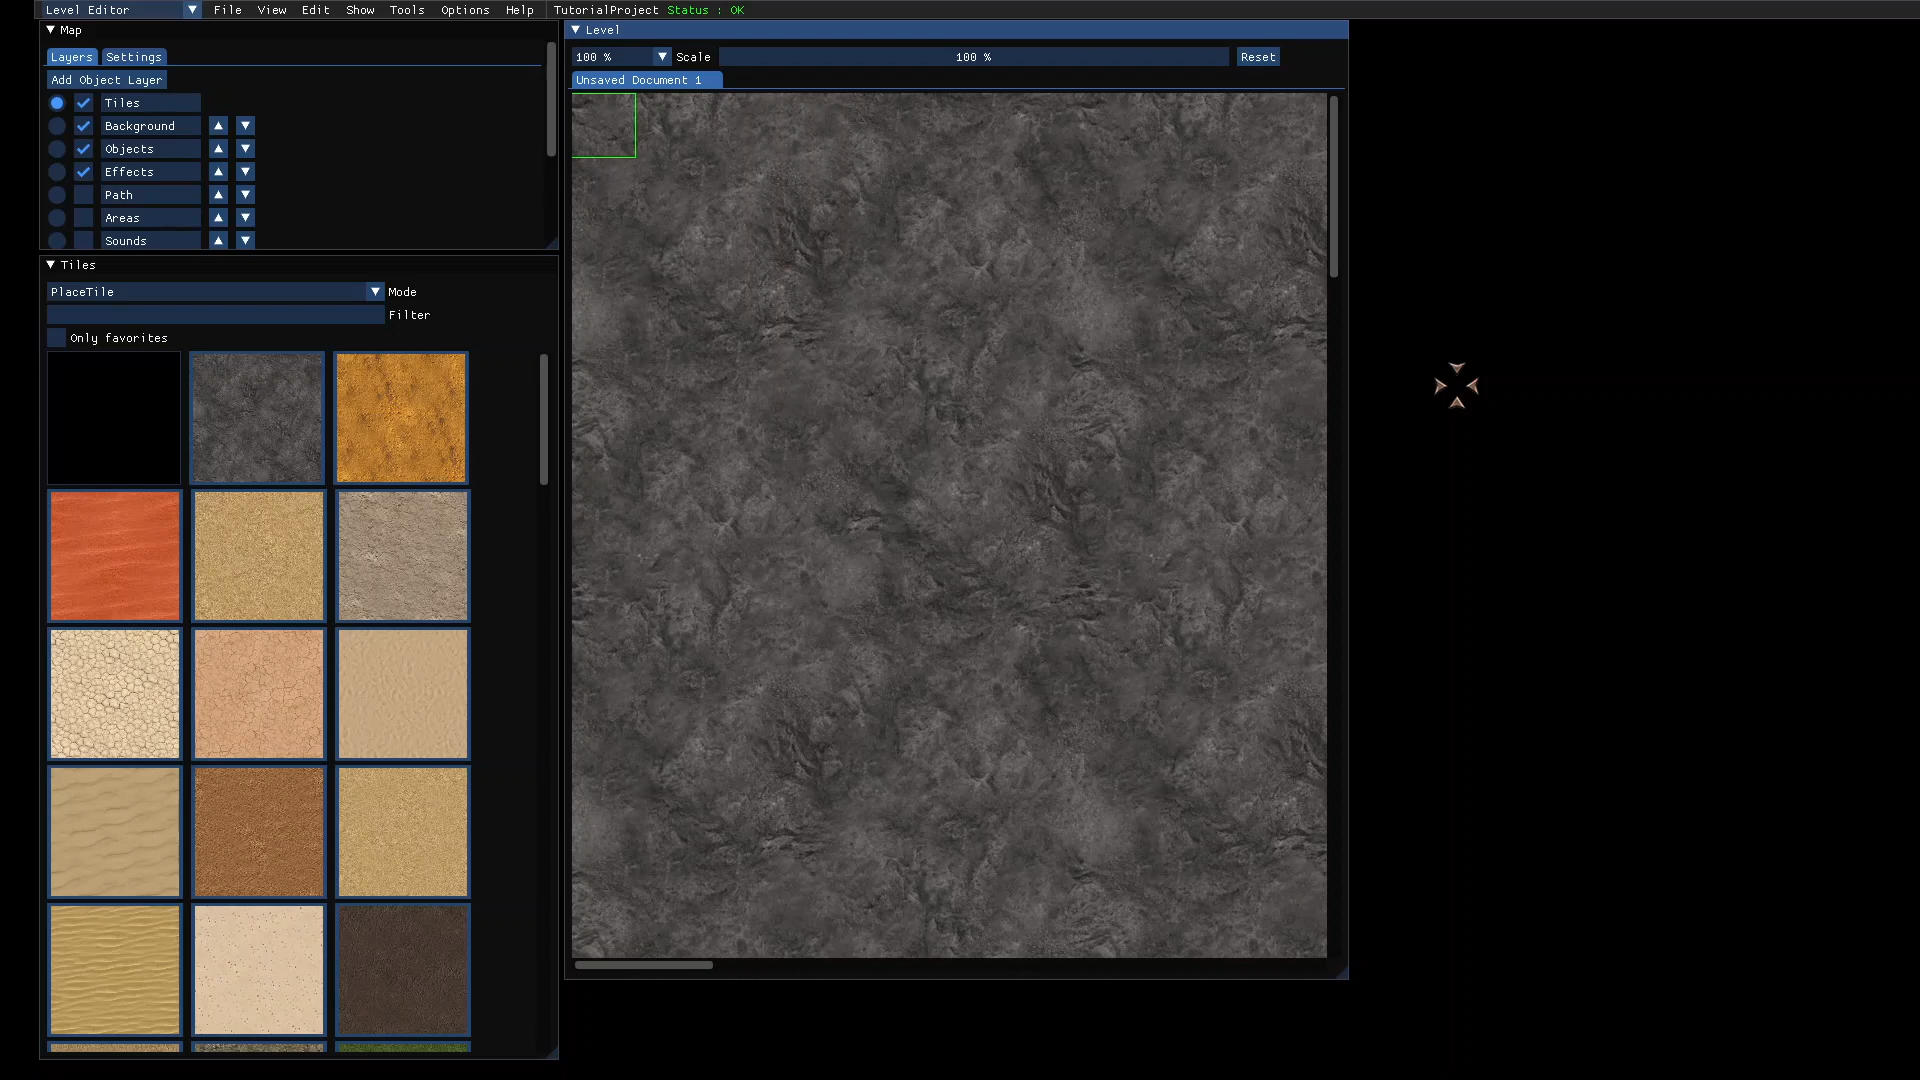 Level Editor File View Edit Show Tools Options Help TutorialProject Status : OK
Map
Layers Settings
Add Object Layer
Tiles
Background
Objects
Effects
Path
Areas
Sounds
Tiles
PlaceTile Mode
Filter
Only favorites
Level
100 % Scale 100 % Reset
Unsaved Document 1